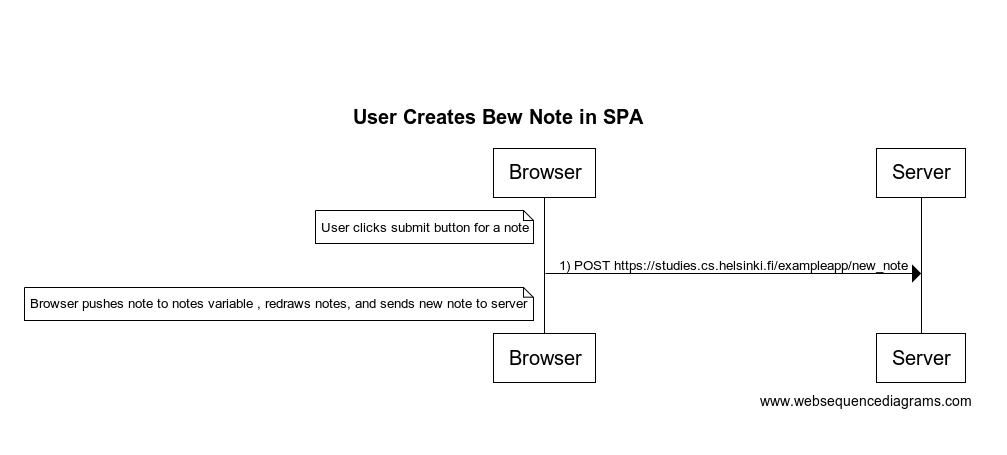 User Creates Bew Note in SPA
Browser
Server
User clicks submit button for a note
1) POST https://studies.cs.helsinki.fi/exampleapp/new_note
Browser pushes note to notes variable , redraws notes, and sends new note to server
Browser
Server
www.websequencediagrams.com